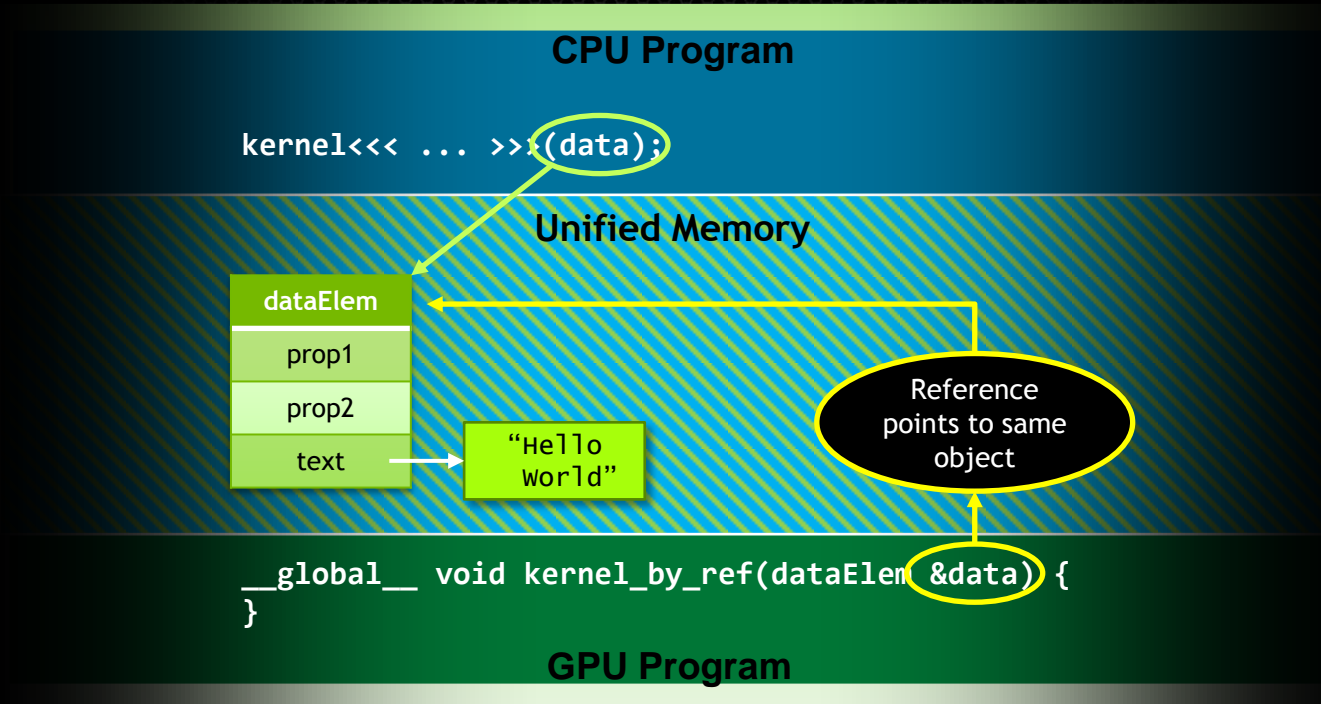 CPU Program
kernel<<< ... >>>(data);
Unified Memory
dataElem
prop1
prop2
text
“Hello
World”
Reference
points to same
object
__global__ void kernel_by_ref(dataElem &data) {
}
GPU Program